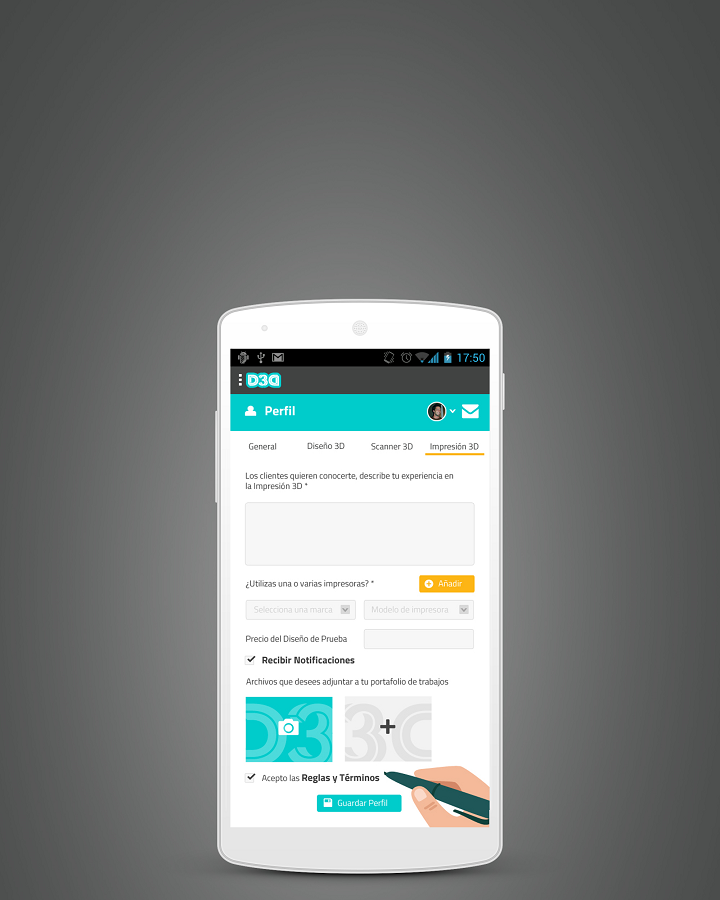 17:50
D3D
Perfil
General Diseño 3D Scanner 3D Impresión 3D
Los clientes quieren conocerte, describe tu experiencia en
la Impresión 3D *
¿Utilizas una o varias impresoras? * Añadir
Selecciona una marca Modelo de impresora
Precio del Diseño de Prueba
Recibir Notificaciones
Archivos que desees adjuntar a tu portafolio de trabajos
Acepto las Reglas y Términos
Guardar Perfil